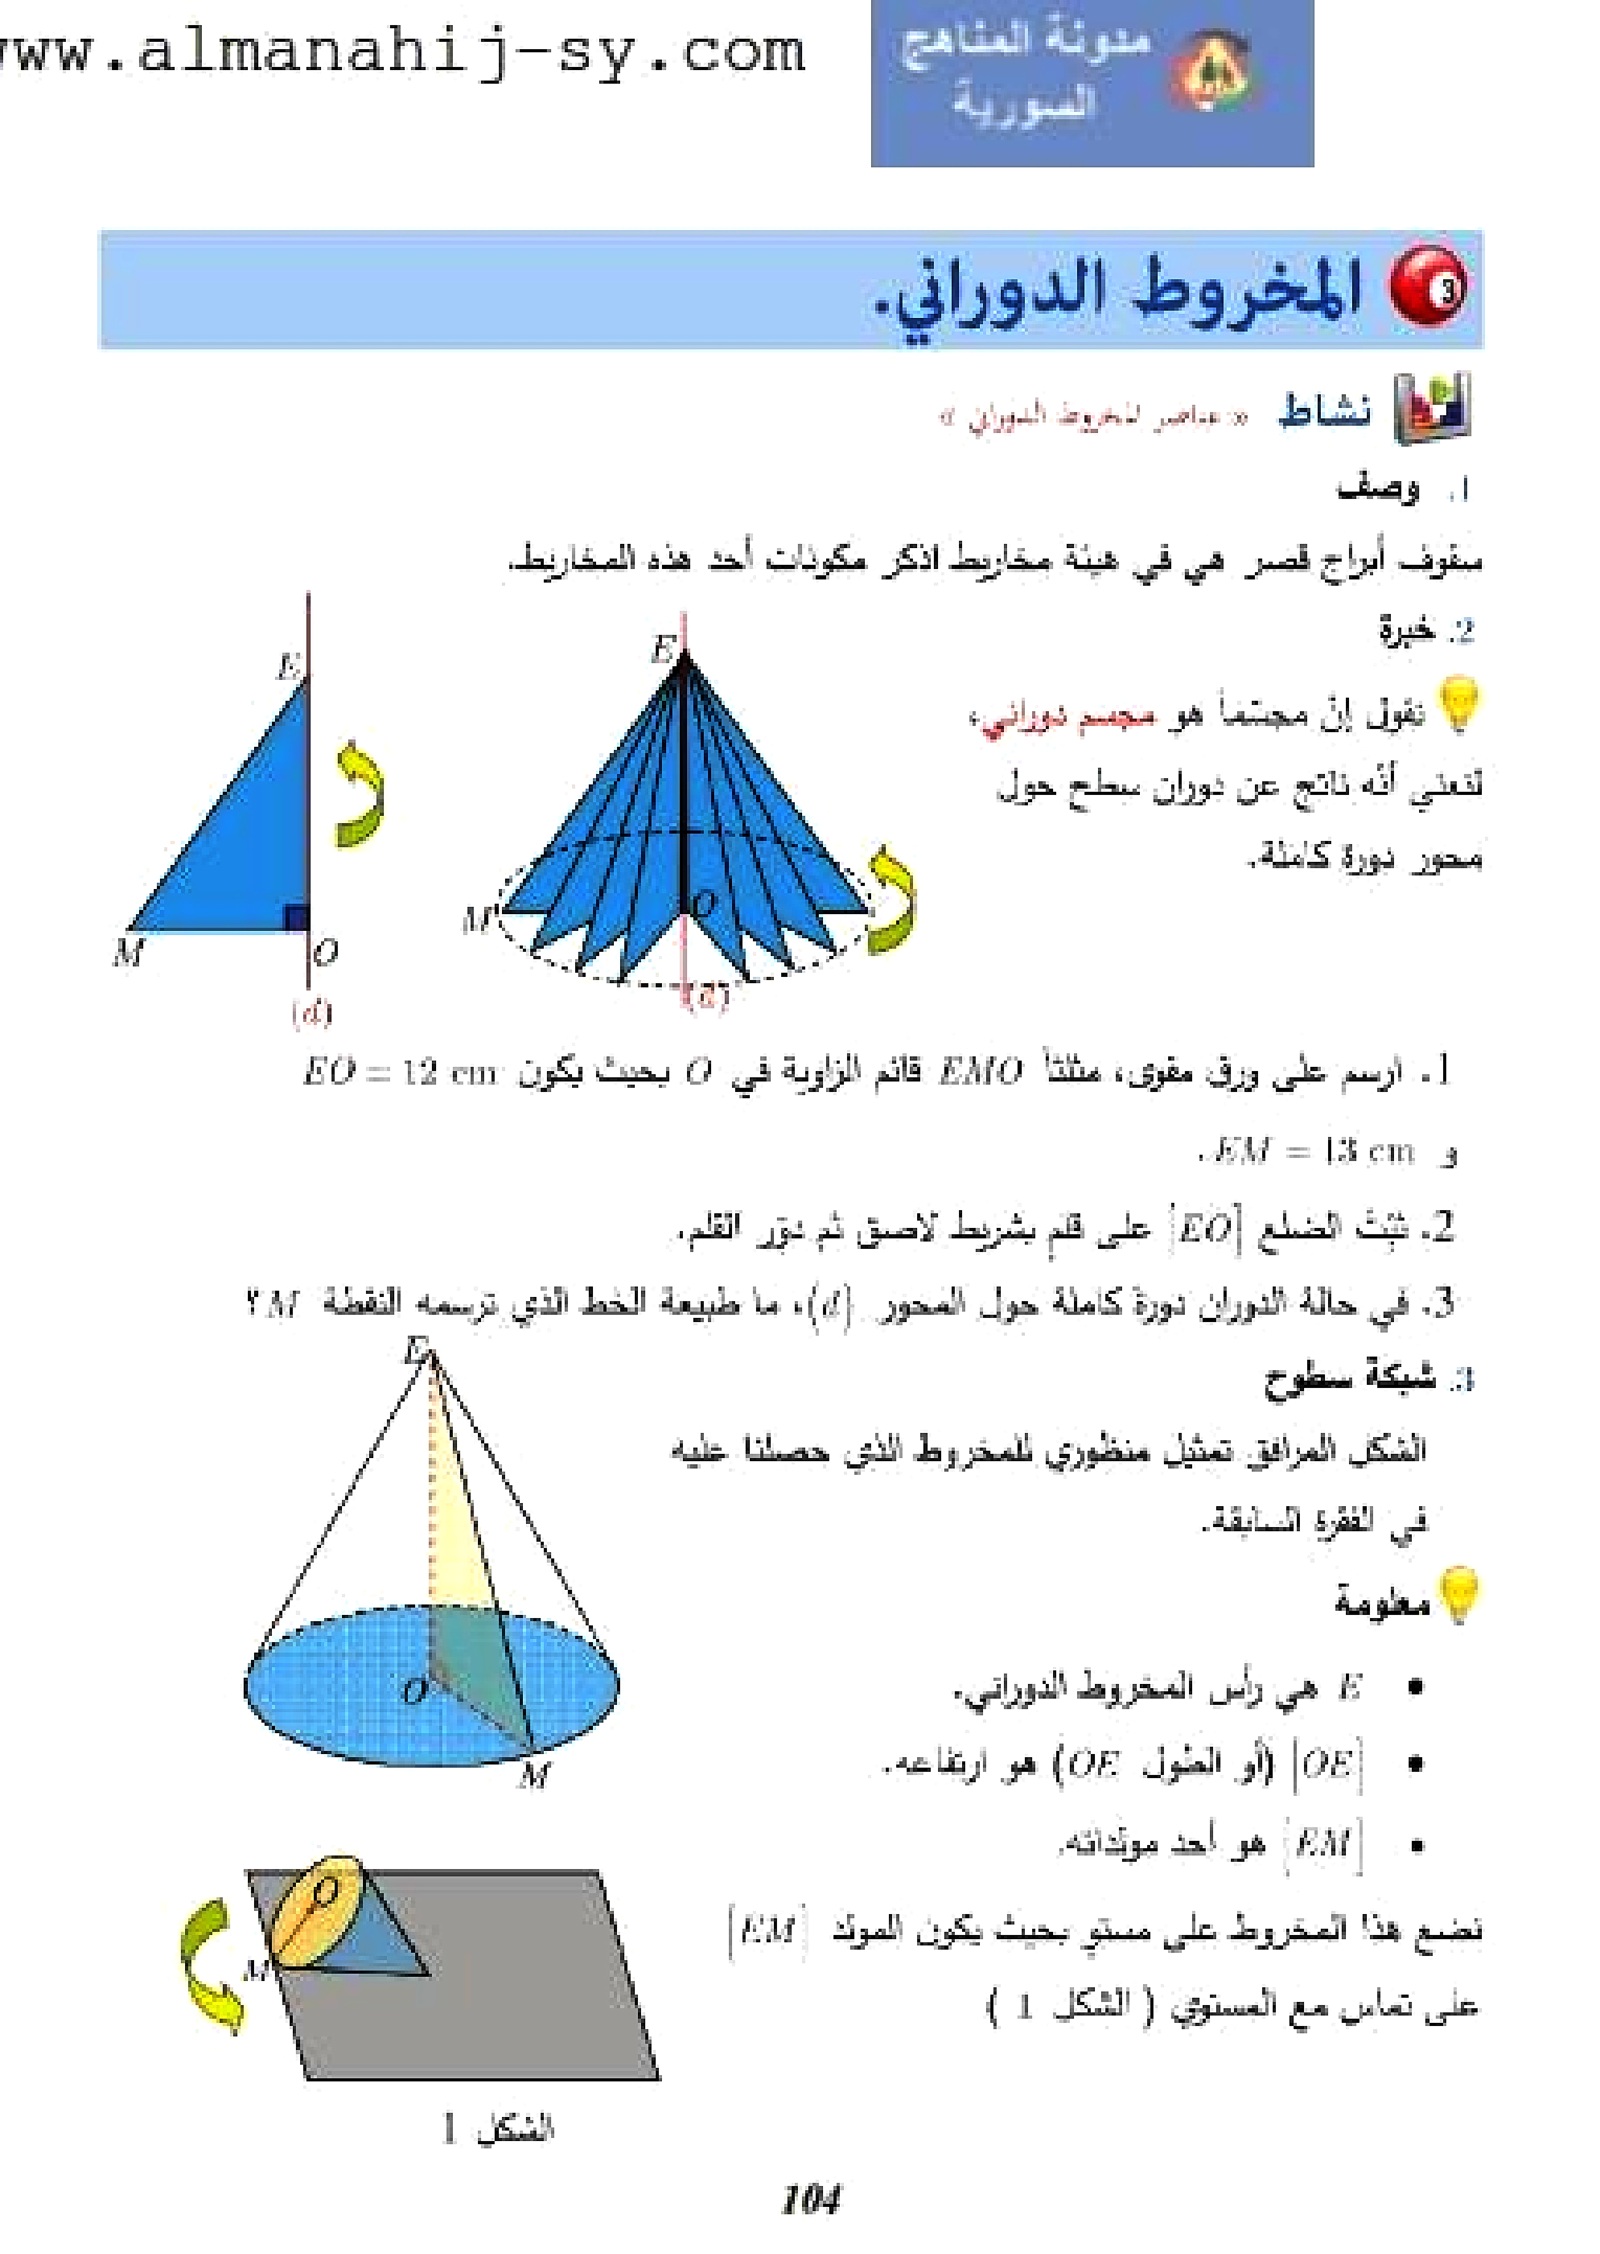 www.almanahij-sy.com
مدونة المناهج
السورية
3 المخروط الدوراني.
نشاط « عناصر المخروط الدوراني »
1. وصف
سقوف أبراج قصر هي في هيئة مخاريط اذكر مكونات أحد هذه المخاريط.
2. خبرة
نقول إنّ مجسّماً هو مجسم دوراني،
لنعني أنّه ناتج عن دوران سطح حول
محور دورة كاملة.
E
M
O
(d)
E
M
O
(d)
1. ارسم على ورق مقوى، مثلثاً EMO قائم الزاوية في O بحيث يكون EO = 12 cm
و EM = 13 cm.
2. ثبّت الضلع [EO] على قلم بشريط لاصق ثم دوّر القلم.
3. في حالة الدوران دورة كاملة حول المحور (d)، ما طبيعة الخط الذي ترسمه النقطة M؟
3. شبكة سطوح
الشكل المرافق تمثيل منظوري للمخروط الذي حصلنا عليه
في الفقرة السابقة.
E
O
M
معلومة
• E هي رأس المخروط الدوراني.
• [OE] (أو الطول OE) هو ارتفاعه.
• [EM] هو أحد مولداته.
نضع هذا المخروط على مستوٍ بحيث يكون المولد [EM]
على تماس مع المستوي ( الشكل 1 )
O
M
الشكل 1
104